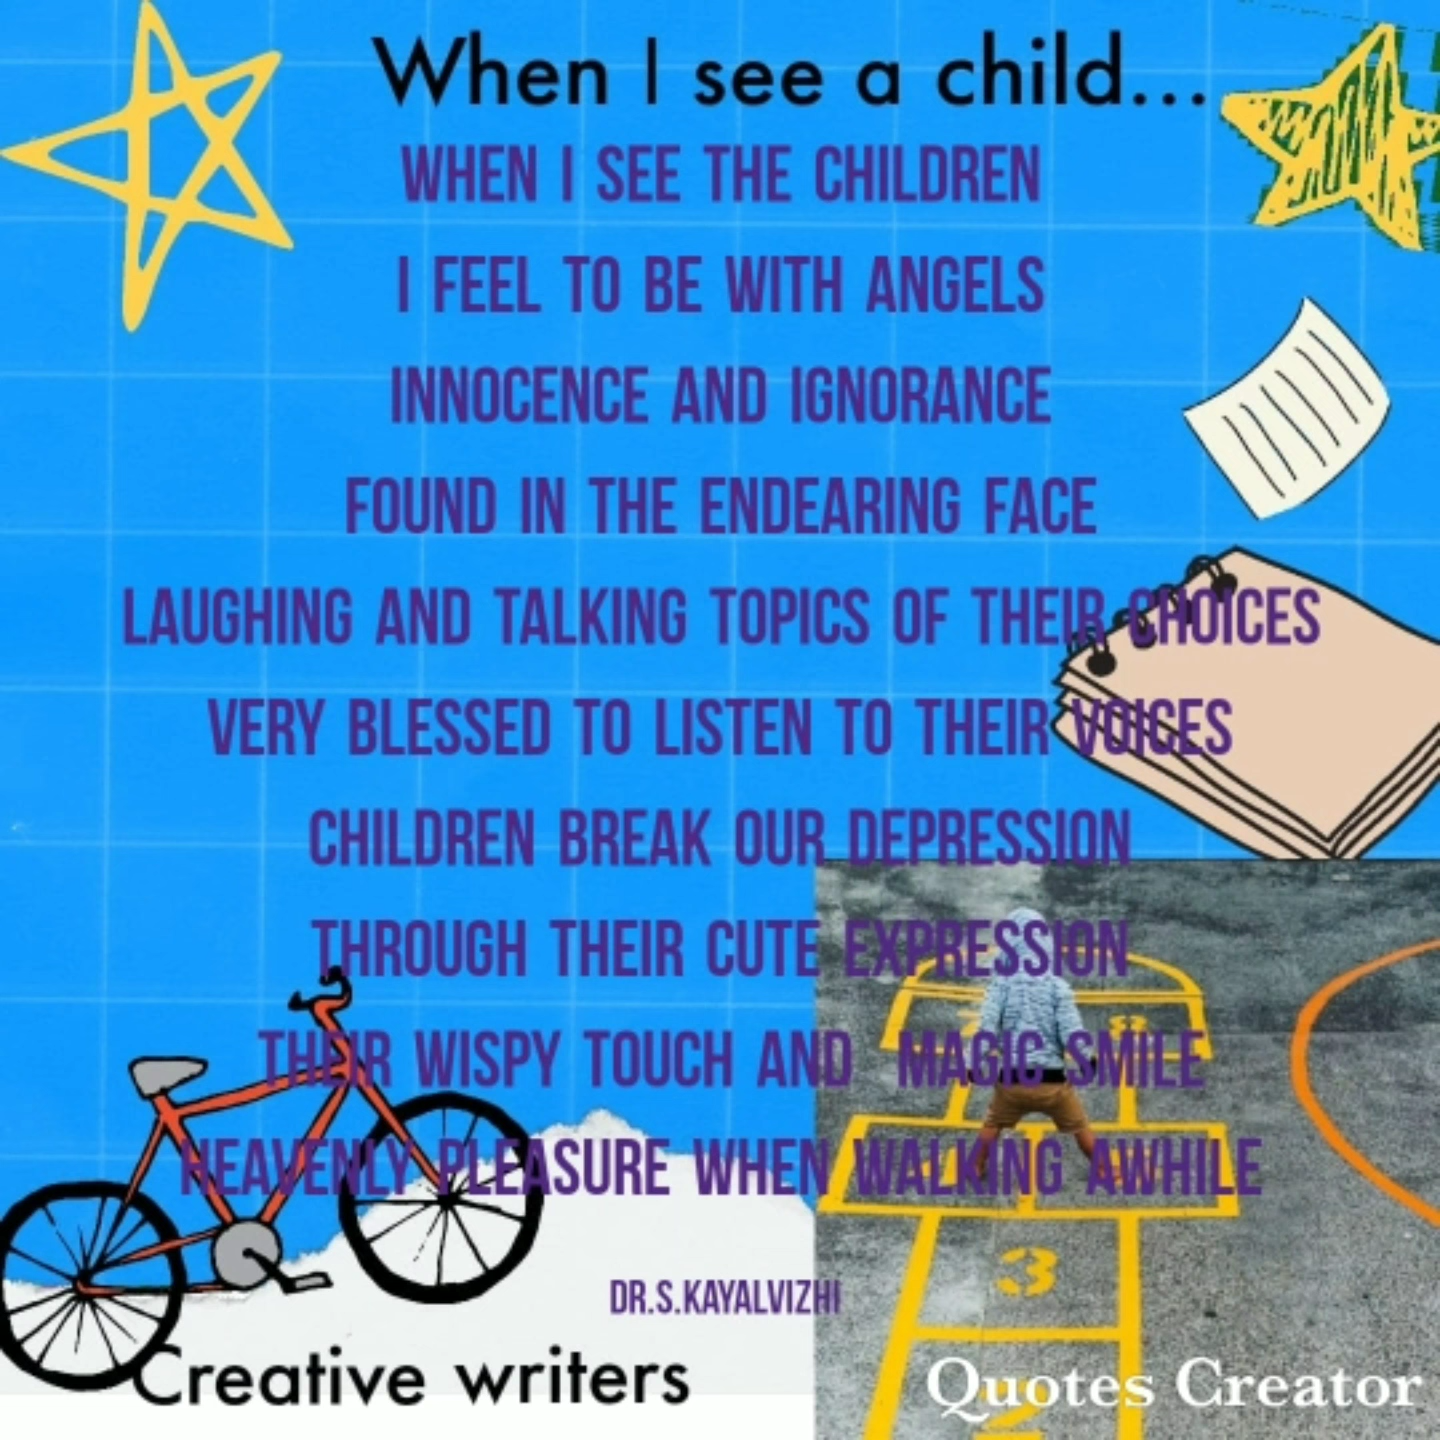 When I see a child...
WHEN I SEE THE CHILDREN
I FEEL TO BE WITH ANGELS
INNOCENCE AND IGNORANCE
FOUND IN THE ENDEARING FACE
LAUGHING AND TALKING TOPICS OF THEIR CHOICES
VERY BLESSED TO LISTEN TO THEIR VOICES
CHILDREN BREAK OUR DEPRESSION
THROUGH THEIR CUTE EXPRESSION
THEIR WISPY TOUCH AND MAGIC SMILE
HEAVENLY PLEASURE WHEN WALKING AWHILE
DR.S.KAYALVIZHI
3
Creative writers
Quotes Creator
2